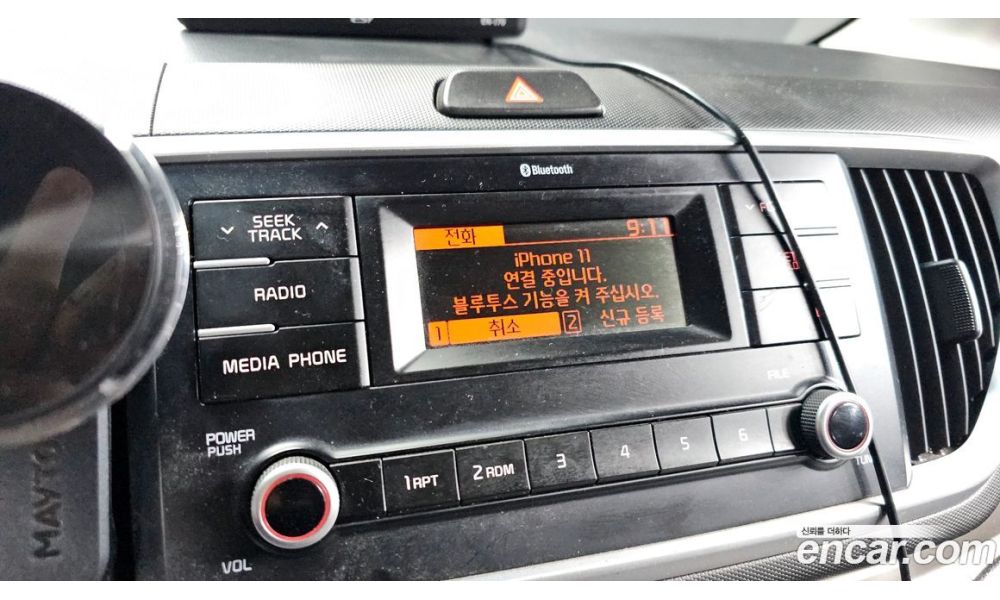 Bluetooth
SEEK
TRACK
RADIO
MEDIA PHONE
전화 9:11
iPhone 11
연결 중입니다.
블루투스 기능을 켜 주십시오.
1 취소 2 신규 등록
FILE
POWER
PUSH
1 RPT 2 RDM 3 4 5 6
VOL
신뢰를 더하다
encar.com